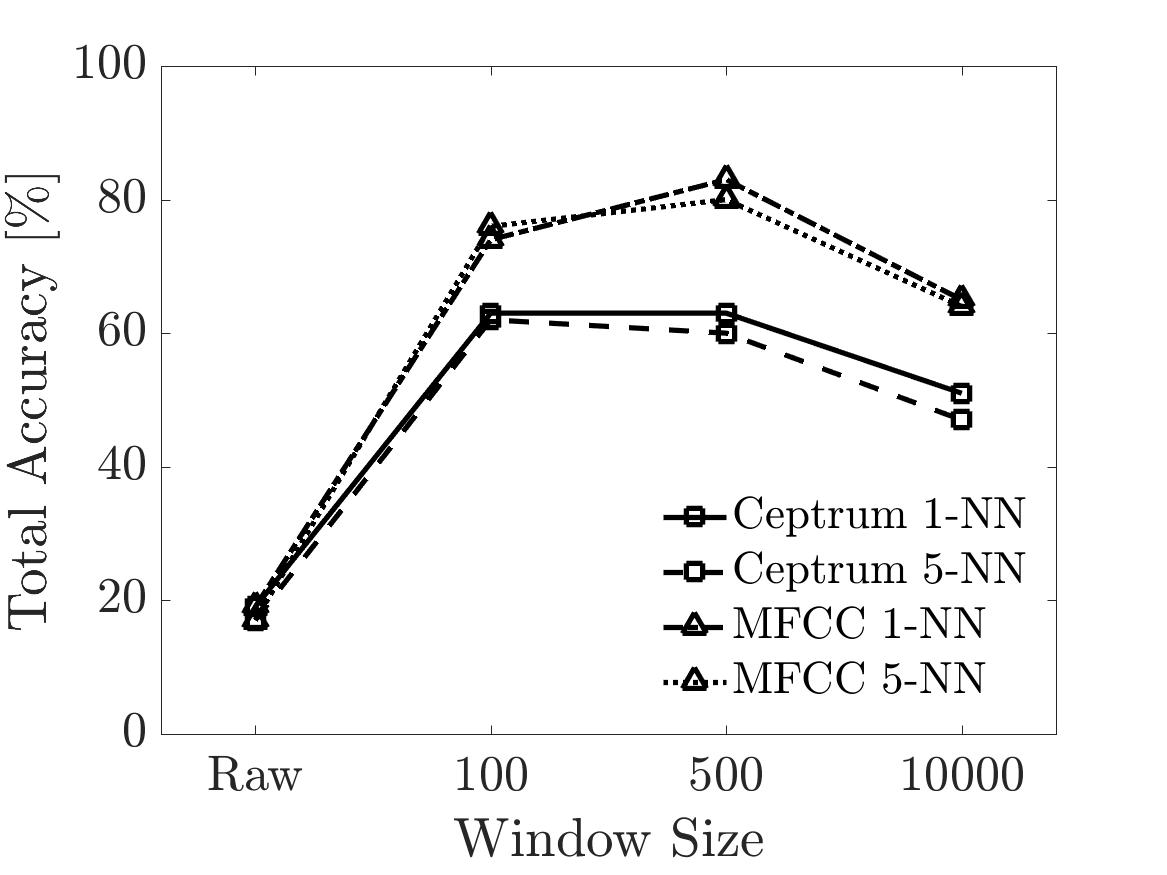 100
80
60
40
20
0
Total Accuracy [%]
Ceptrum 1-NN
Ceptrum 5-NN
MFCC 1-NN
MFCC 5-NN
Raw 100 500 10000
Window Size